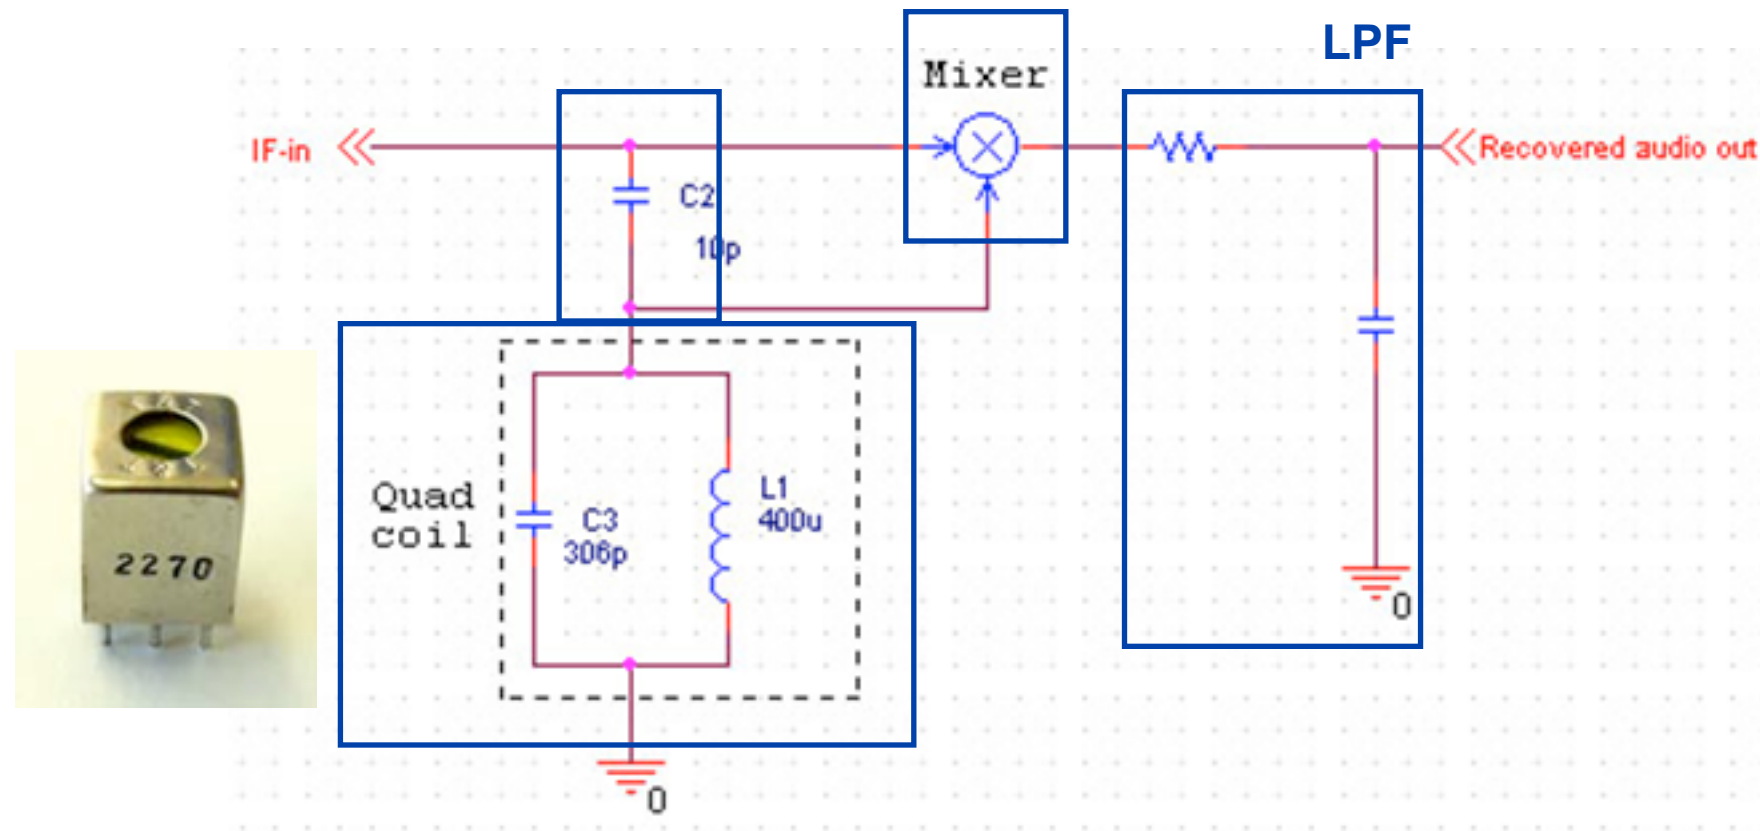 LPF
Mixer
IF-in
Recovered audio out
C2
10p
Quad
coil
C3
306p
L1
400u
2270
0
0